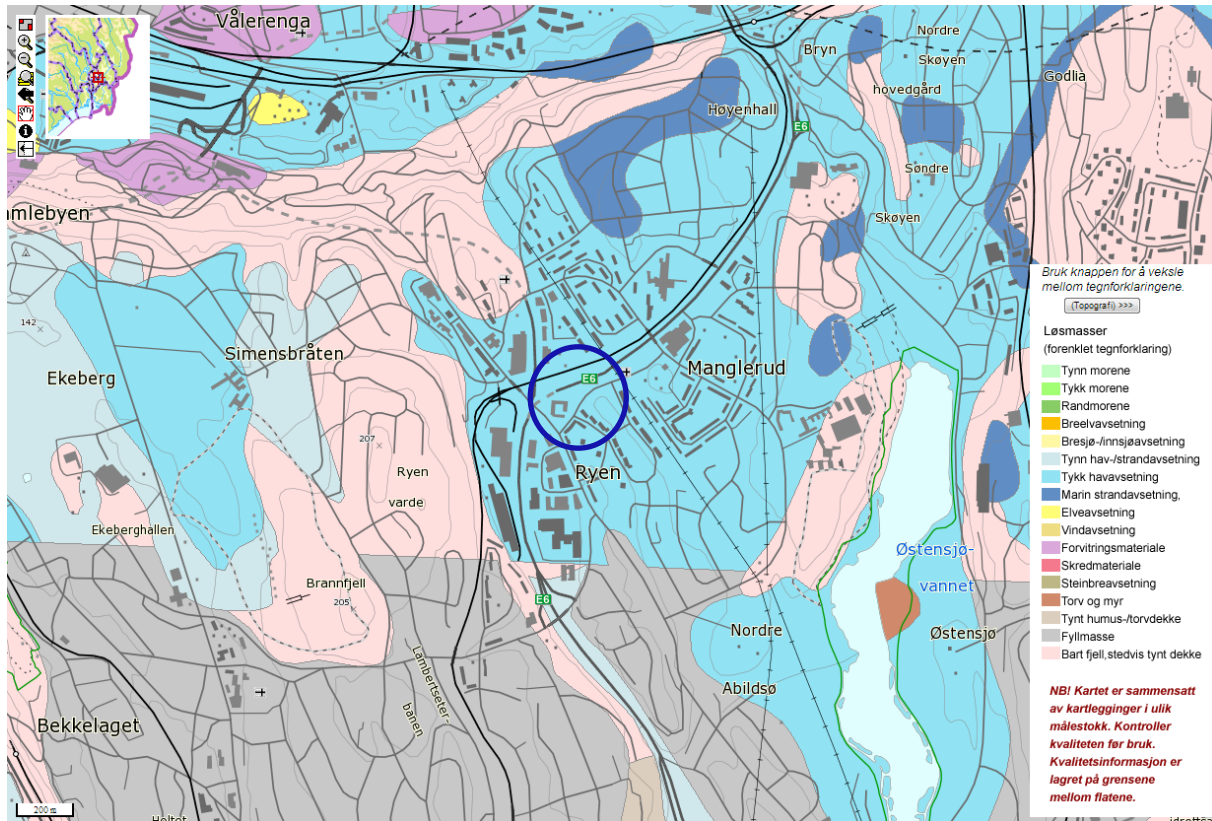 Vålerenga
Bryn
Nordre
Skøyen
hovedgård
Godlia
Høyenhall
E6
Søndre
Skøyen
amlebyen
142
Simensbråten
Ekeberg
E6
Manglerud
207
Ryen
varde
Ryen
Ekeberghallen
Brannfjell
205
E6
Østensjø-
vannet
Nordre
Abildsø
Østensjø
Lambertseter-
banen
Bekkelaget
200 m
Holtet
idrettsa
Bruk knappen for å veksle
mellom tegnforklaringene.
(Topografi) >>>
Løsmasser
(forenklet tegnforklaring)
Tynn morene
Tykk morene
Randmorene
Breelvavsetning
Bresjø-/innsjøavsetning
Tynn hav-/strandavsetning
Tykk havavsetning
Marin strandavsetning,
Elveavsetning
Vindavsetning
Forvitringsmateriale
Skredmateriale
Steinbreavsetning
Torv og myr
Tynt humus-/torvdekke
Fyllmasse
Bart fjell,stedvis tynt dekke
NB! Kartet er sammensatt
av kartlegginger i ulik
målestokk. Kontroller
kvaliteten før bruk.
Kvalitetsinformasjon er
lagret på grensene
mellom flatene.